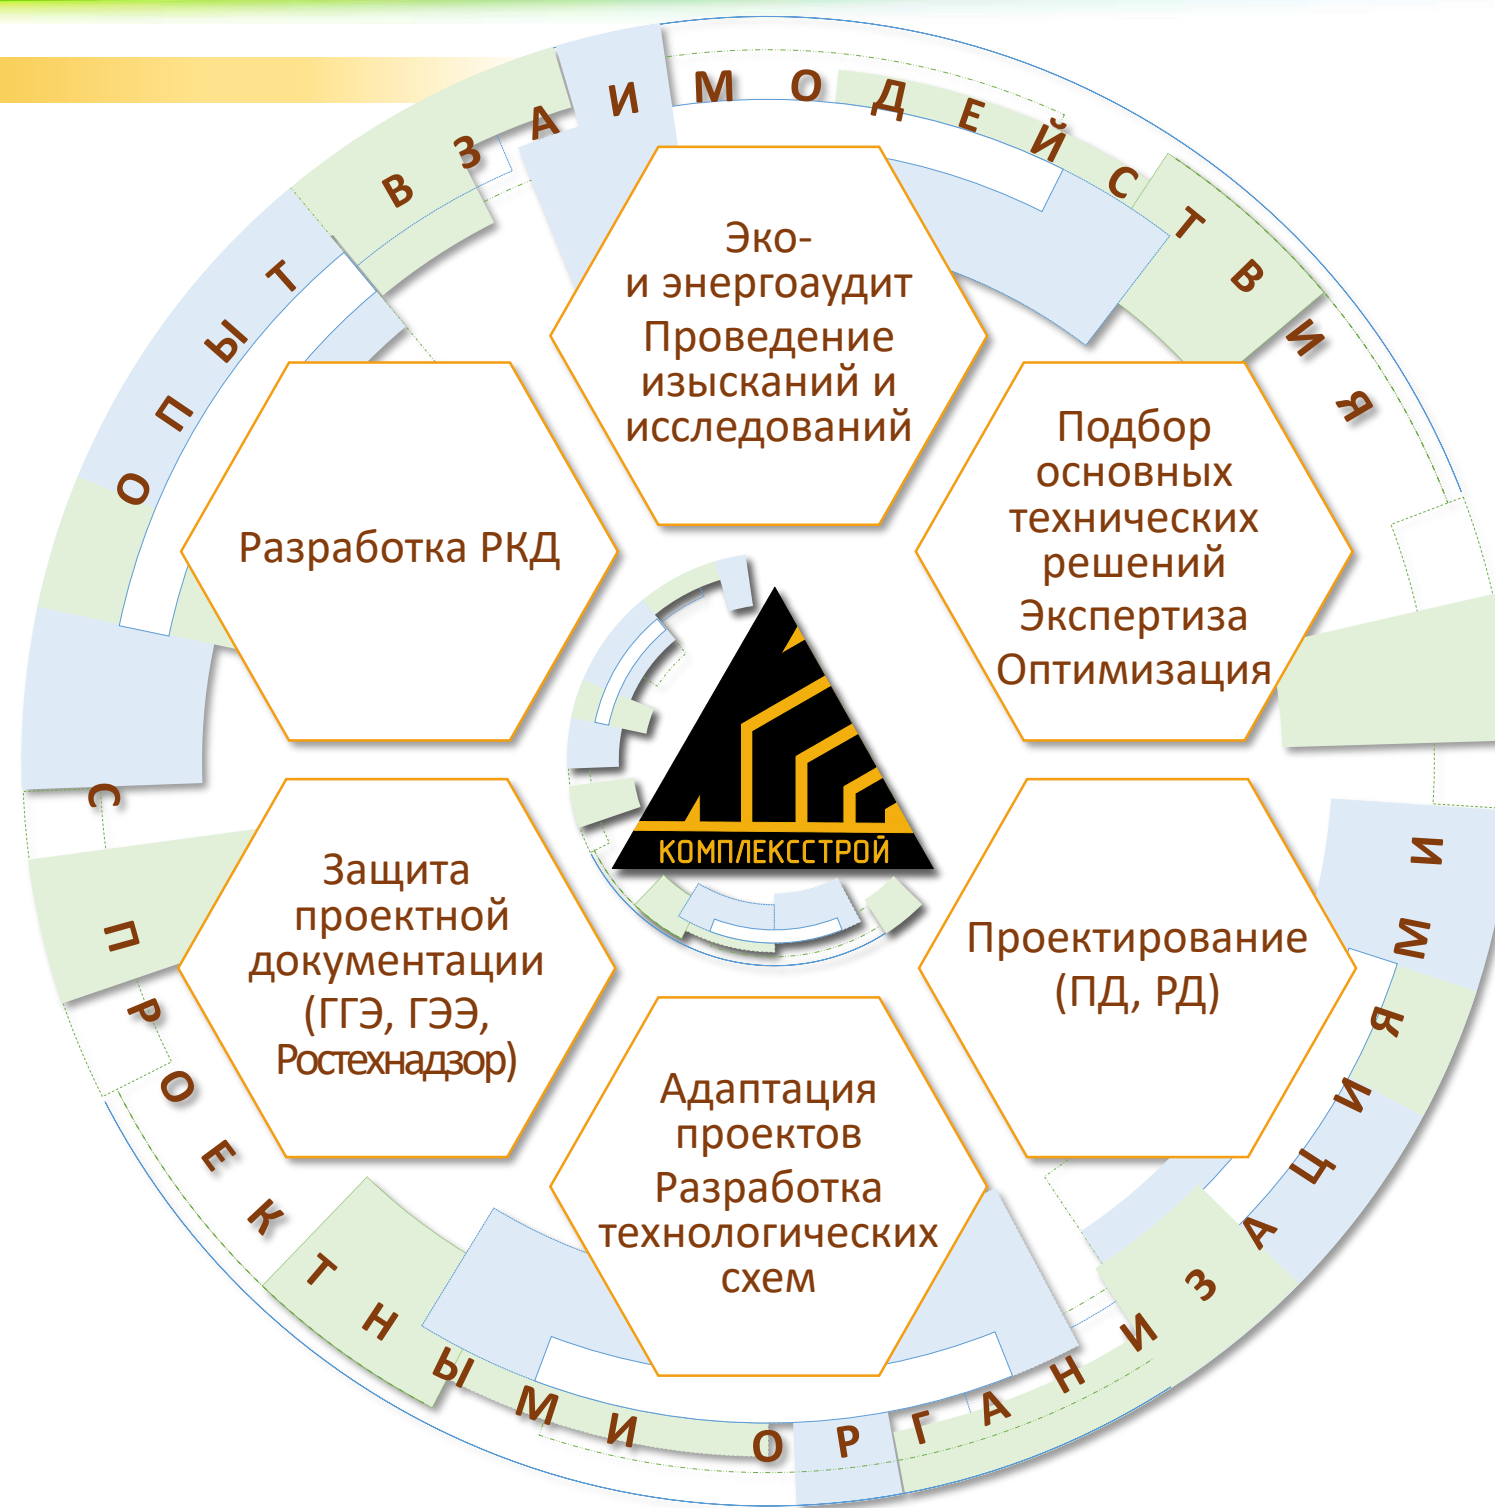 ОПЫТ ВЗАИМОДЕЙСТВИЯ
С ПРОЕКТНЫМИ ОРГАНИЗАЦИЯМИ
Эко-
и энергоаудит
Проведение
изысканий и
исследований
Подбор
основных
технических
решений
Экспертиза
Оптимизация
Проектирование
(ПД, РД)
Адаптация
проектов
Разработка
технологических
схем
Защита
проектной
документации
(ГГЭ, ГЭЭ,
Ростехнадзор)
Разработка РКД
КОМПЛЕКССТРОЙ